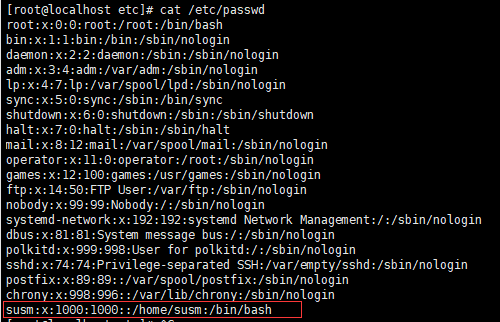 [root@localhost etc]# cat /etc/passwd
root:x:0:0:root:/root:/bin/bash
bin:x:1:1:bin:/bin:/sbin/nologin
daemon:x:2:2:daemon:/sbin:/sbin/nologin
adm:x:3:4:adm:/var/adm:/sbin/nologin
lp:x:4:7:lp:/var/spool/lpd:/sbin/nologin
sync:x:5:0:sync:/sbin:/bin/sync
shutdown:x:6:0:shutdown:/sbin:/sbin/shutdown
halt:x:7:0:halt:/sbin:/sbin/halt
mail:x:8:12:mail:/var/spool/mail:/sbin/nologin
operator:x:11:0:operator:/root:/sbin/nologin
games:x:12:100:games:/usr/games:/sbin/nologin
ftp:x:14:50:FTP User:/var/ftp:/sbin/nologin
nobody:x:99:99:Nobody:/:/sbin/nologin
systemd-network:x:192:192:systemd Network Management:/:/sbin/nologin
dbus:x:81:81:System message bus:/:/sbin/nologin
polkitd:x:999:998:User for polkitd:/:/sbin/nologin
sshd:x:74:74:Privilege-separated SSH:/var/empty/sshd:/sbin/nologin
postfix:x:89:89::/var/spool/postfix:/sbin/nologin
chrony:x:998:996::/var/lib/chrony:/sbin/nologin
susm:x:1000:1000::/home/susm:/bin/bash